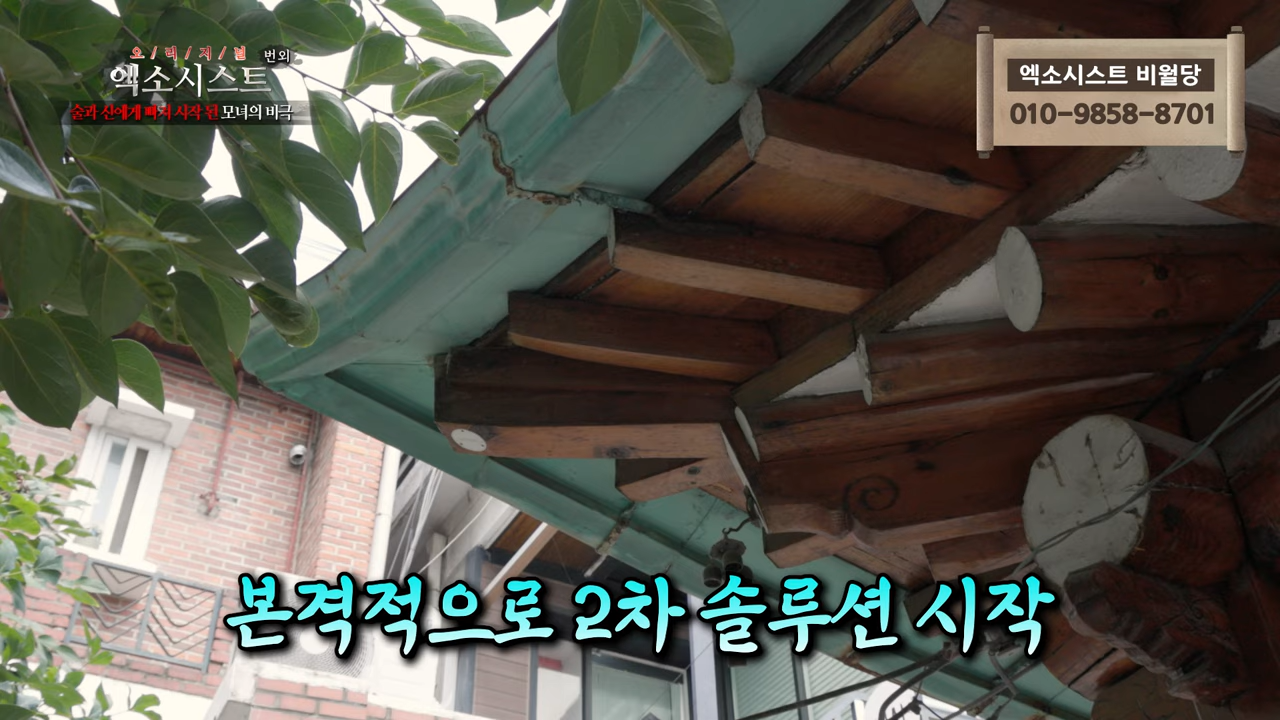 오/리/지/널 번외
엑소시스트
술과 신에게 빠져 시작 된 모녀의 비극
엑소시스트 비월당
010-9858-8701
본격적으로 2차 솔루션 시작